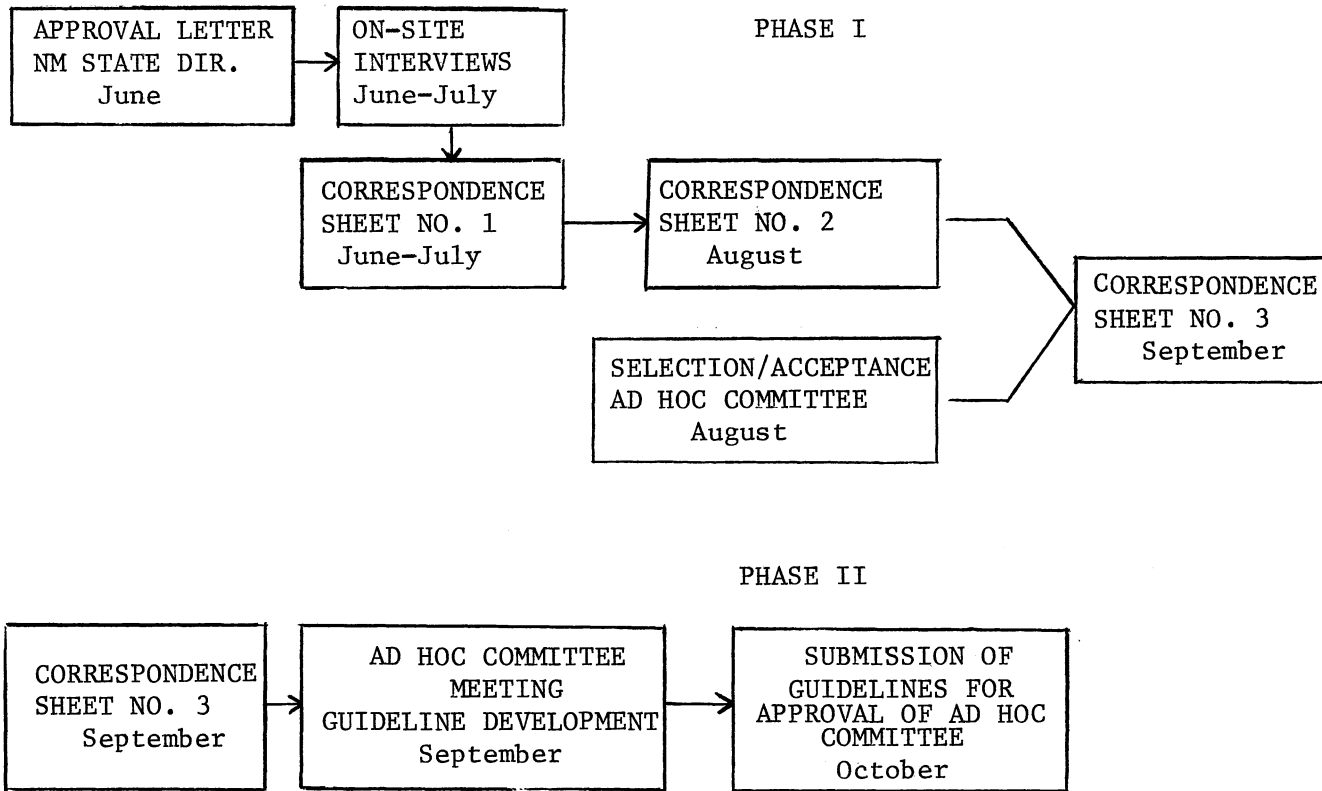 PHASE I
APPROVAL LETTER
NM STATE DIR.
June
ON-SITE
INTERVIEWS
June-July
CORRESPONDENCE
SHEET NO. 1
June-July
CORRESPONDENCE
SHEET NO. 2
August
SELECTION/ACCEPTANCE
AD HOC COMMITTEE
August
CORRESPONDENCE
SHEET NO. 3
September
PHASE II
CORRESPONDENCE
SHEET NO. 3
September
AD HOC COMMITTEE
MEETING
GUIDELINE DEVELOPMENT
September
SUBMISSION OF
GUIDELINES FOR
APPROVAL OF AD HOC
COMMITTEE
October